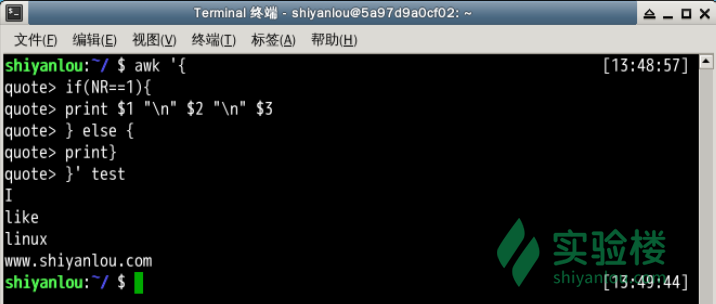 Terminal 终端 - shiyanlou@5a97d9a0cf02: ~
文件(F) 编辑(E) 视图(V) 终端(T) 标签(A) 帮助(H)
shiyanlou:~/ $ awk '{ [13:48:57]
quote> if(NR==1){
quote> print $1 "\n" $2 "\n" $3
quote> } else {
quote> print}
quote> }' test
I
like
linux
www.shiyanlou.com
shiyanlou:~/ $ [13:49:44]
实验楼
shiyanlou.com